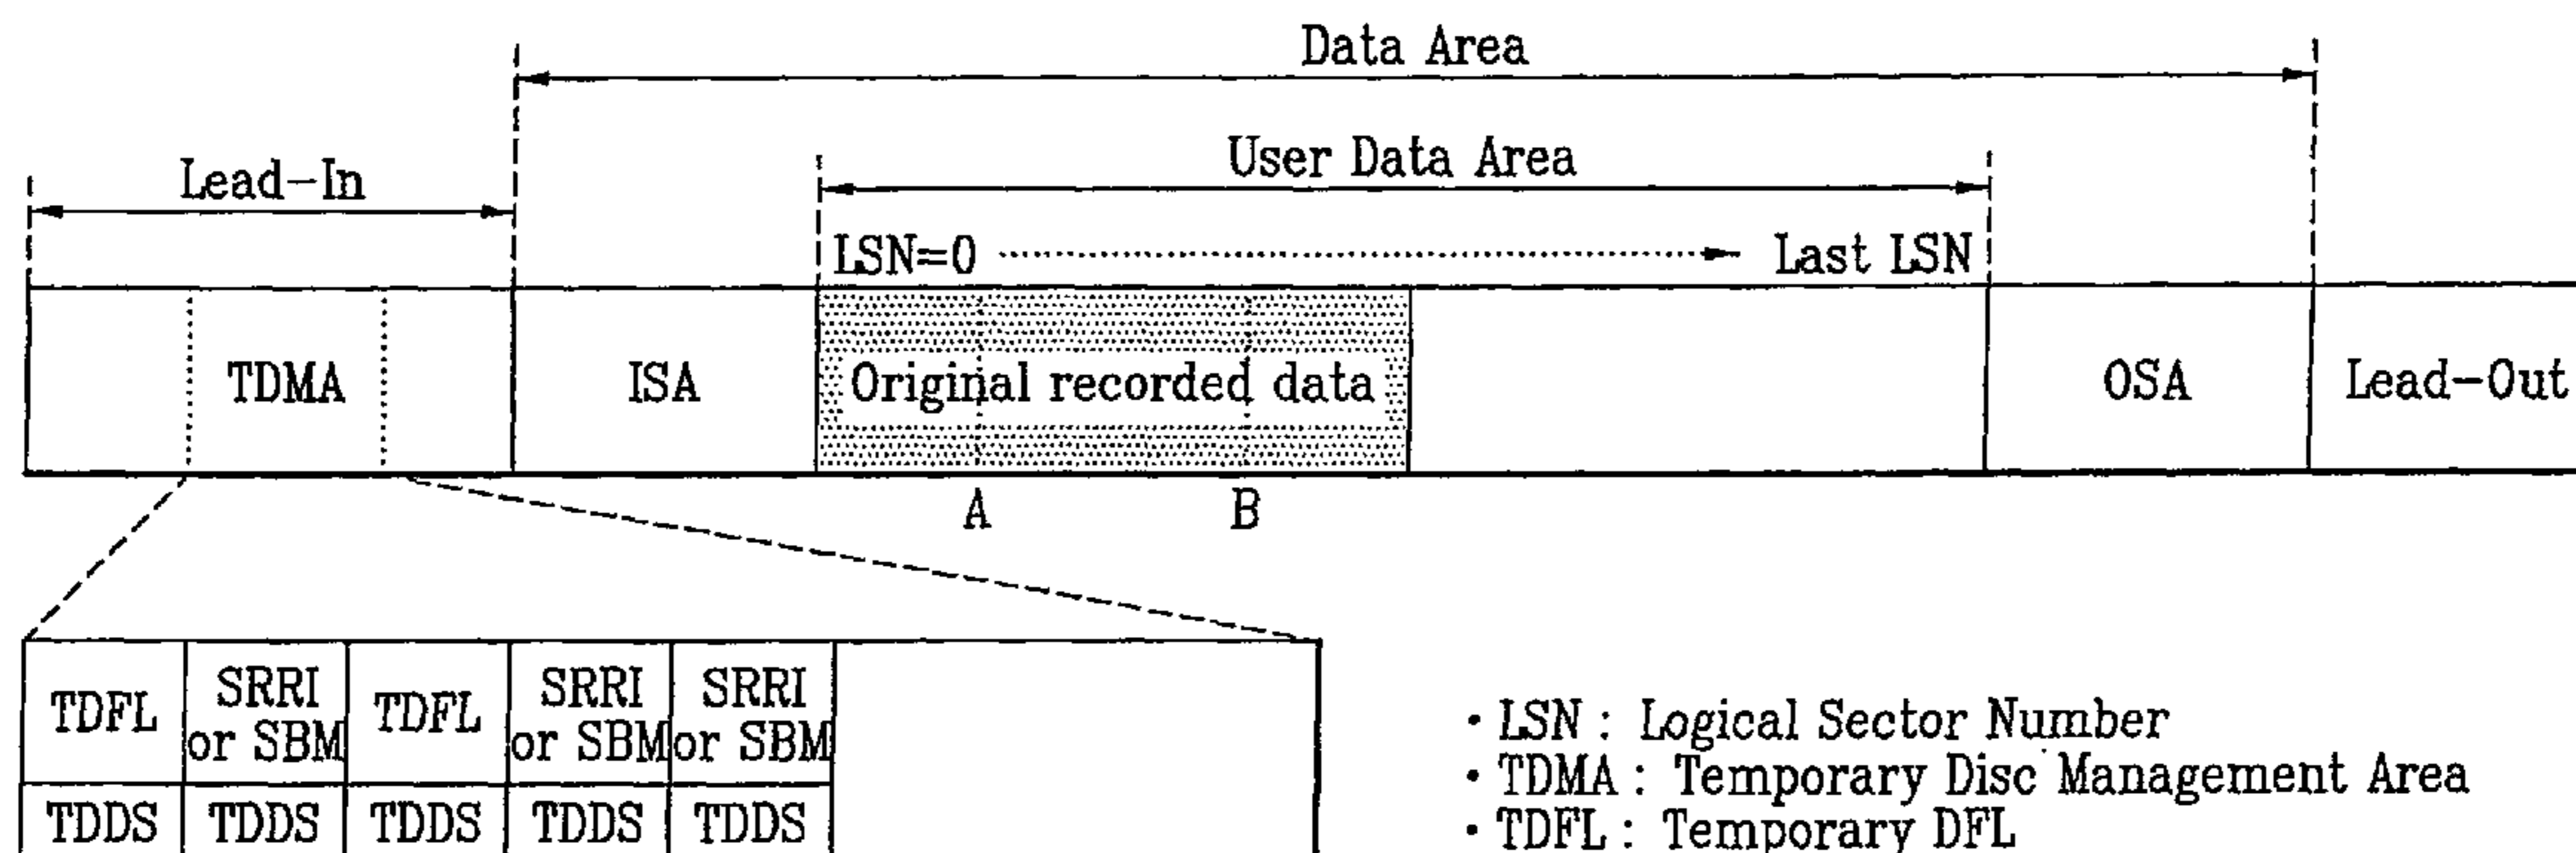 Data Area
User Data Area
Lead-In
LSN=0
Last LSN
TDMA
ISA
Original recorded data
OSA
Lead-Out
A
B
TDFL
SRRI
or SBM
TDFL
SRRI
or SBM
SRRI
or SBM
TDDS
TDDS
TDDS
TDDS
TDDS
· LSN : Logical Sector Number
· TDMA : Temporary Disc Management Area
· TDFL : Temporary DFL